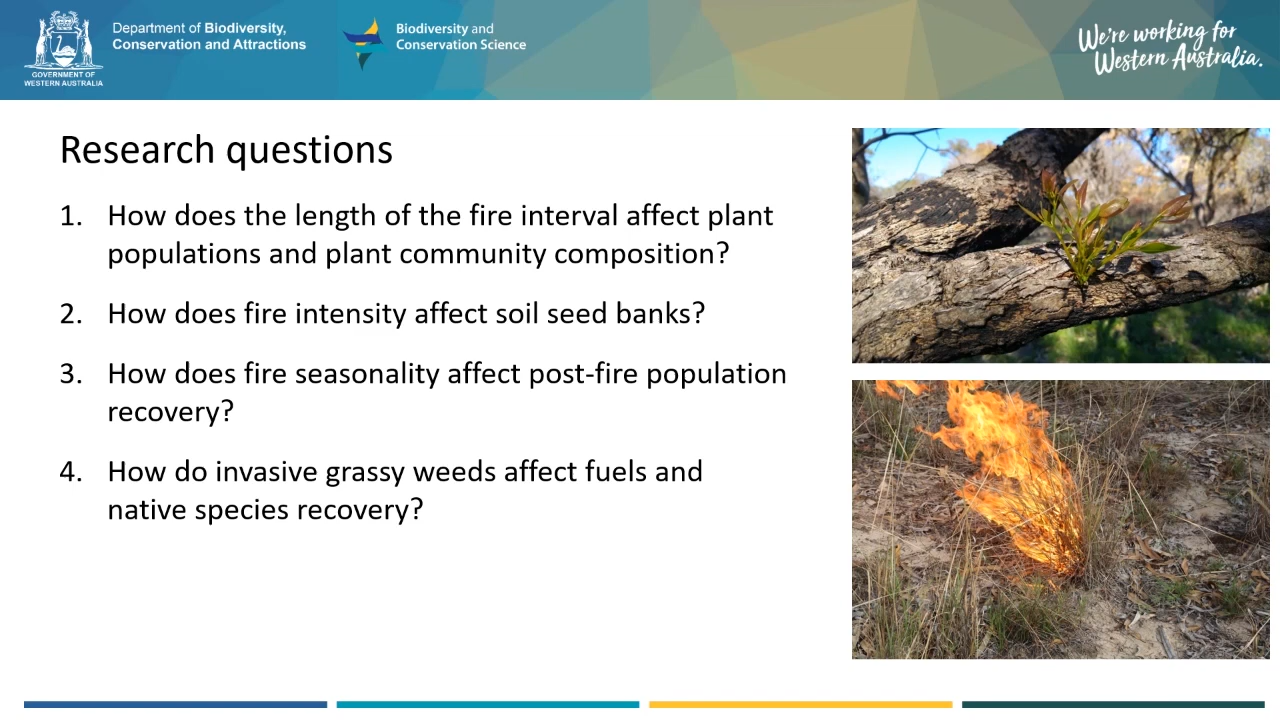 Department of Biodiversity,
Conservation and Attractions
GOVERNMENT OF
WESTERN AUSTRALIA
Biodiversity and
Conservation Science
We're working for
Western Australia.
Research questions
1. How does the length of the fire interval affect plant
populations and plant community composition?
2. How does fire intensity affect soil seed banks?
3. How does fire seasonality affect post-fire population
recovery?
4. How do invasive grassy weeds affect fuels and
native species recovery?